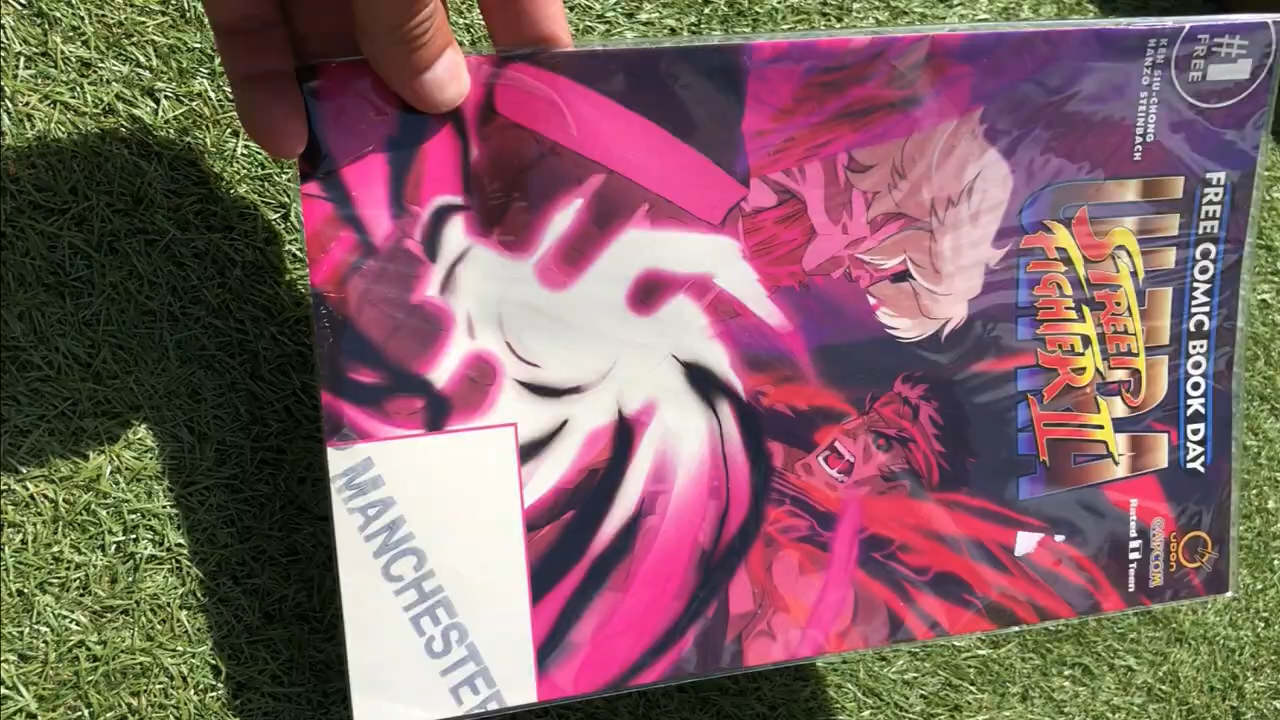 #1
FREE
KEN SIU-CHONG
HANZO STEINBACH
FREE COMIC BOOK DAY
ULTRA
STREET
FIGHTER II
UDON
CAPCOM
Rated T Teen
MANCHESTER